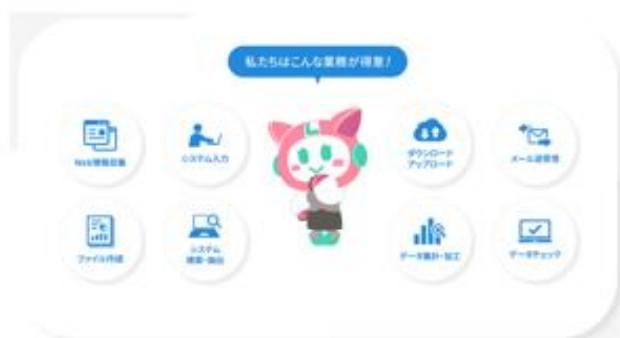 私たちはこんな業務が得意!
Web情報収集
システム入力
ダウンロード
アップロード
メール送受信
ファイル作成
システム
検索・抽出
データ集計・加工
データチェック